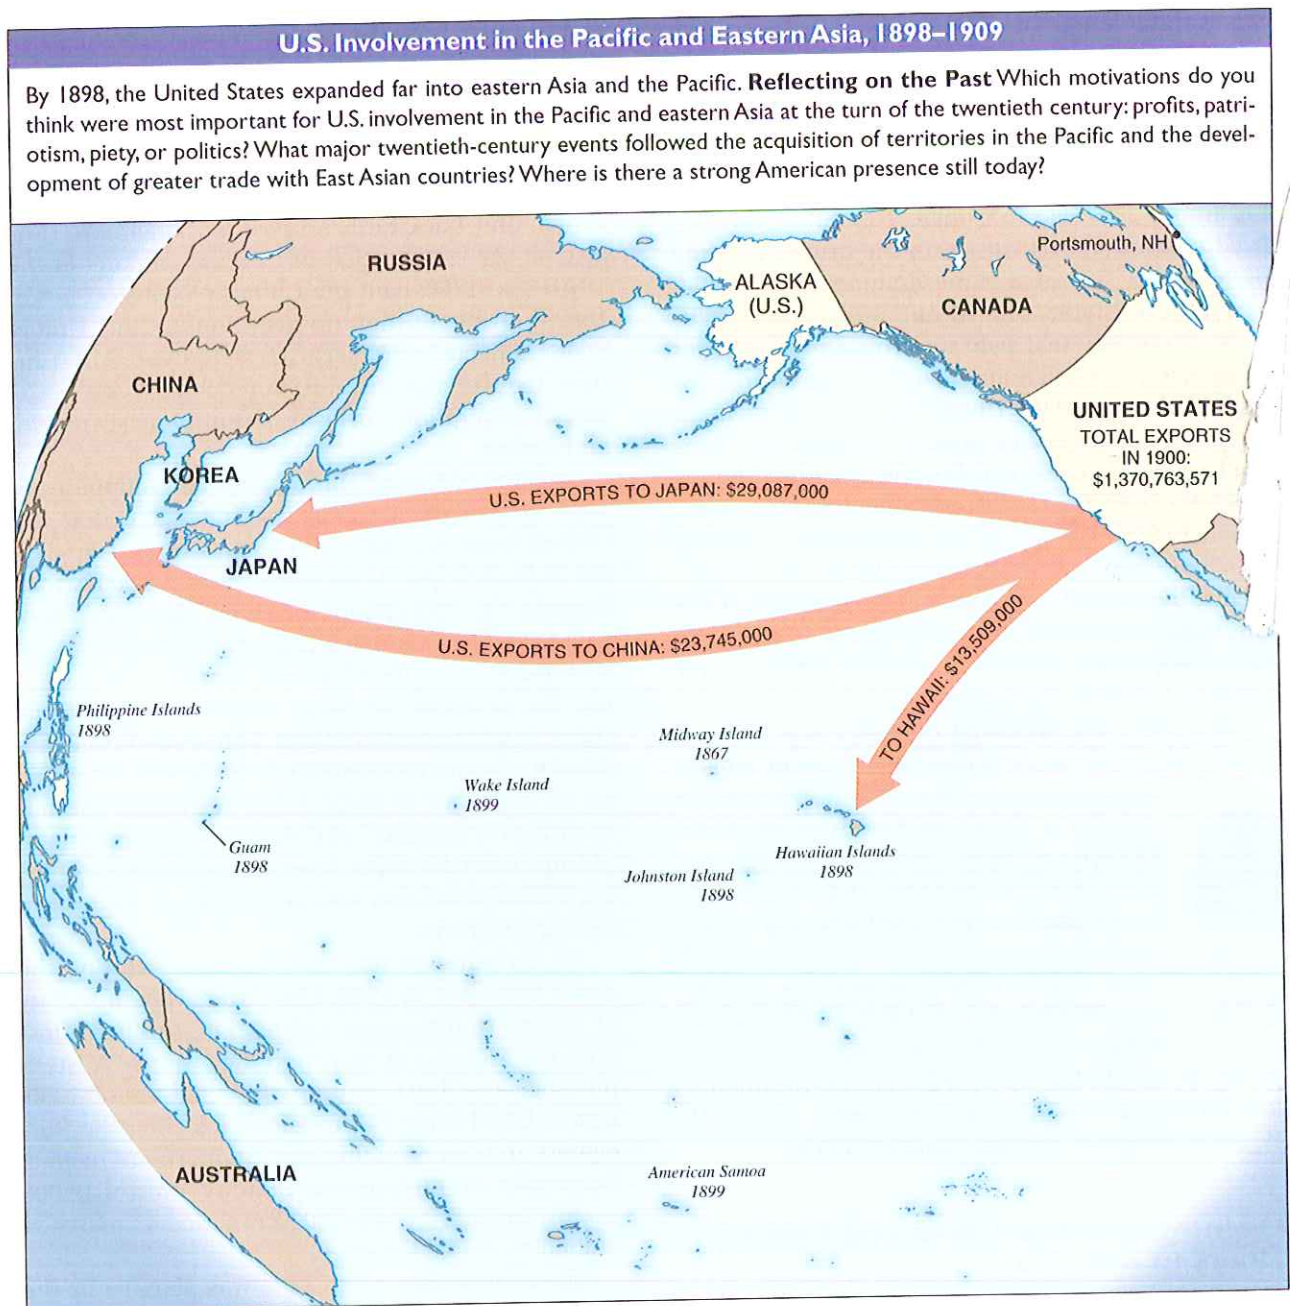 U.S. Involvement in the Pacific and Eastern Asia, 1898–1909
By 1898, the United States expanded far into eastern Asia and the Pacific. Reflecting on the Past Which motivations do you
think were most important for U.S. involvement in the Pacific and eastern Asia at the turn of the twentieth century: profits, patri-
otism, piety, or politics? What major twentieth-century events followed the acquisition of territories in the Pacific and the devel-
opment of greater trade with East Asian countries? Where is there a strong American presence still today?
Portsmouth, NH
RUSSIA
ALASKA
(U.S.)
CANADA
CHINA
UNITED STATES
TOTAL EXPORTS
IN 1900:
$1,370,763,571
KOREA
U.S. EXPORTS TO JAPAN: $29,087,000
JAPAN
U.S. EXPORTS TO CHINA: $23,745,000
TO HAWAII: $13,509,000
Philippine Islands
1898
Midway Island
1867
Wake Island
1899
Guam
1898
Hawaiian Islands
1898
Johnston Island
1898
AUSTRALIA
American Samoa
1899